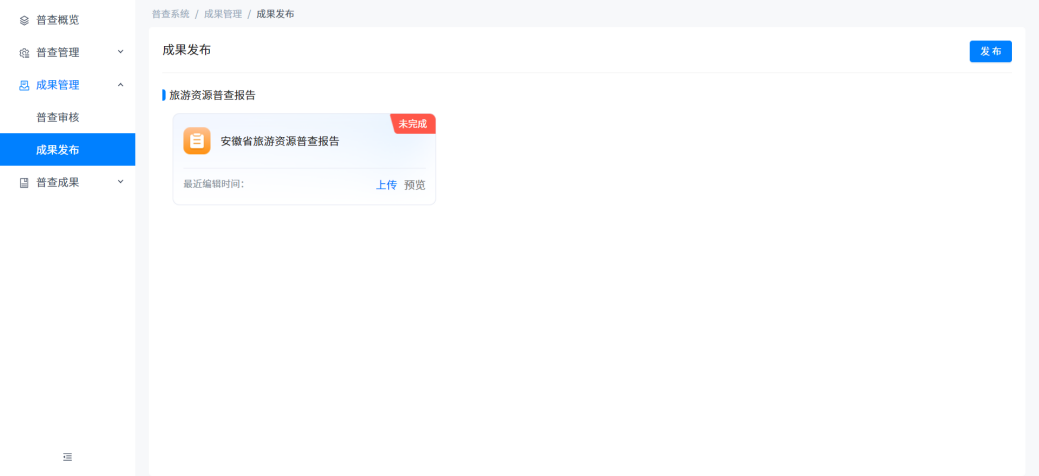 普查概览
普查管理
成果管理
普查审核
成果发布
普查成果
普查系统 / 成果管理 / 成果发布
成果发布
发布
旅游资源普查报告
未完成
安徽省旅游资源普查报告
最近编辑时间:
上传 预览